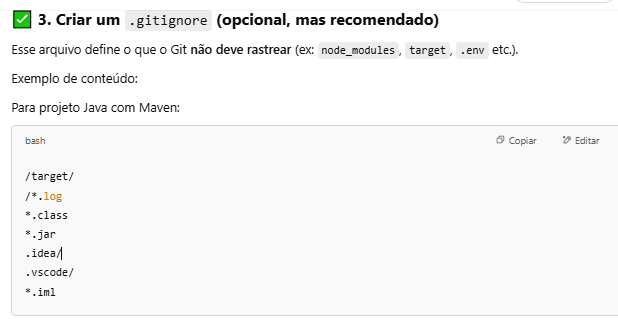 ✅ 3. Criar um .gitignore (opcional, mas recomendado)
Esse arquivo define o que o Git não deve rastrear (ex: node_modules, target, .env etc.).
Exemplo de conteúdo:
Para projeto Java com Maven:
bash Copiar Editar
/target/
/*.log
*.class
*.jar
.idea/
.vscode/
*.iml